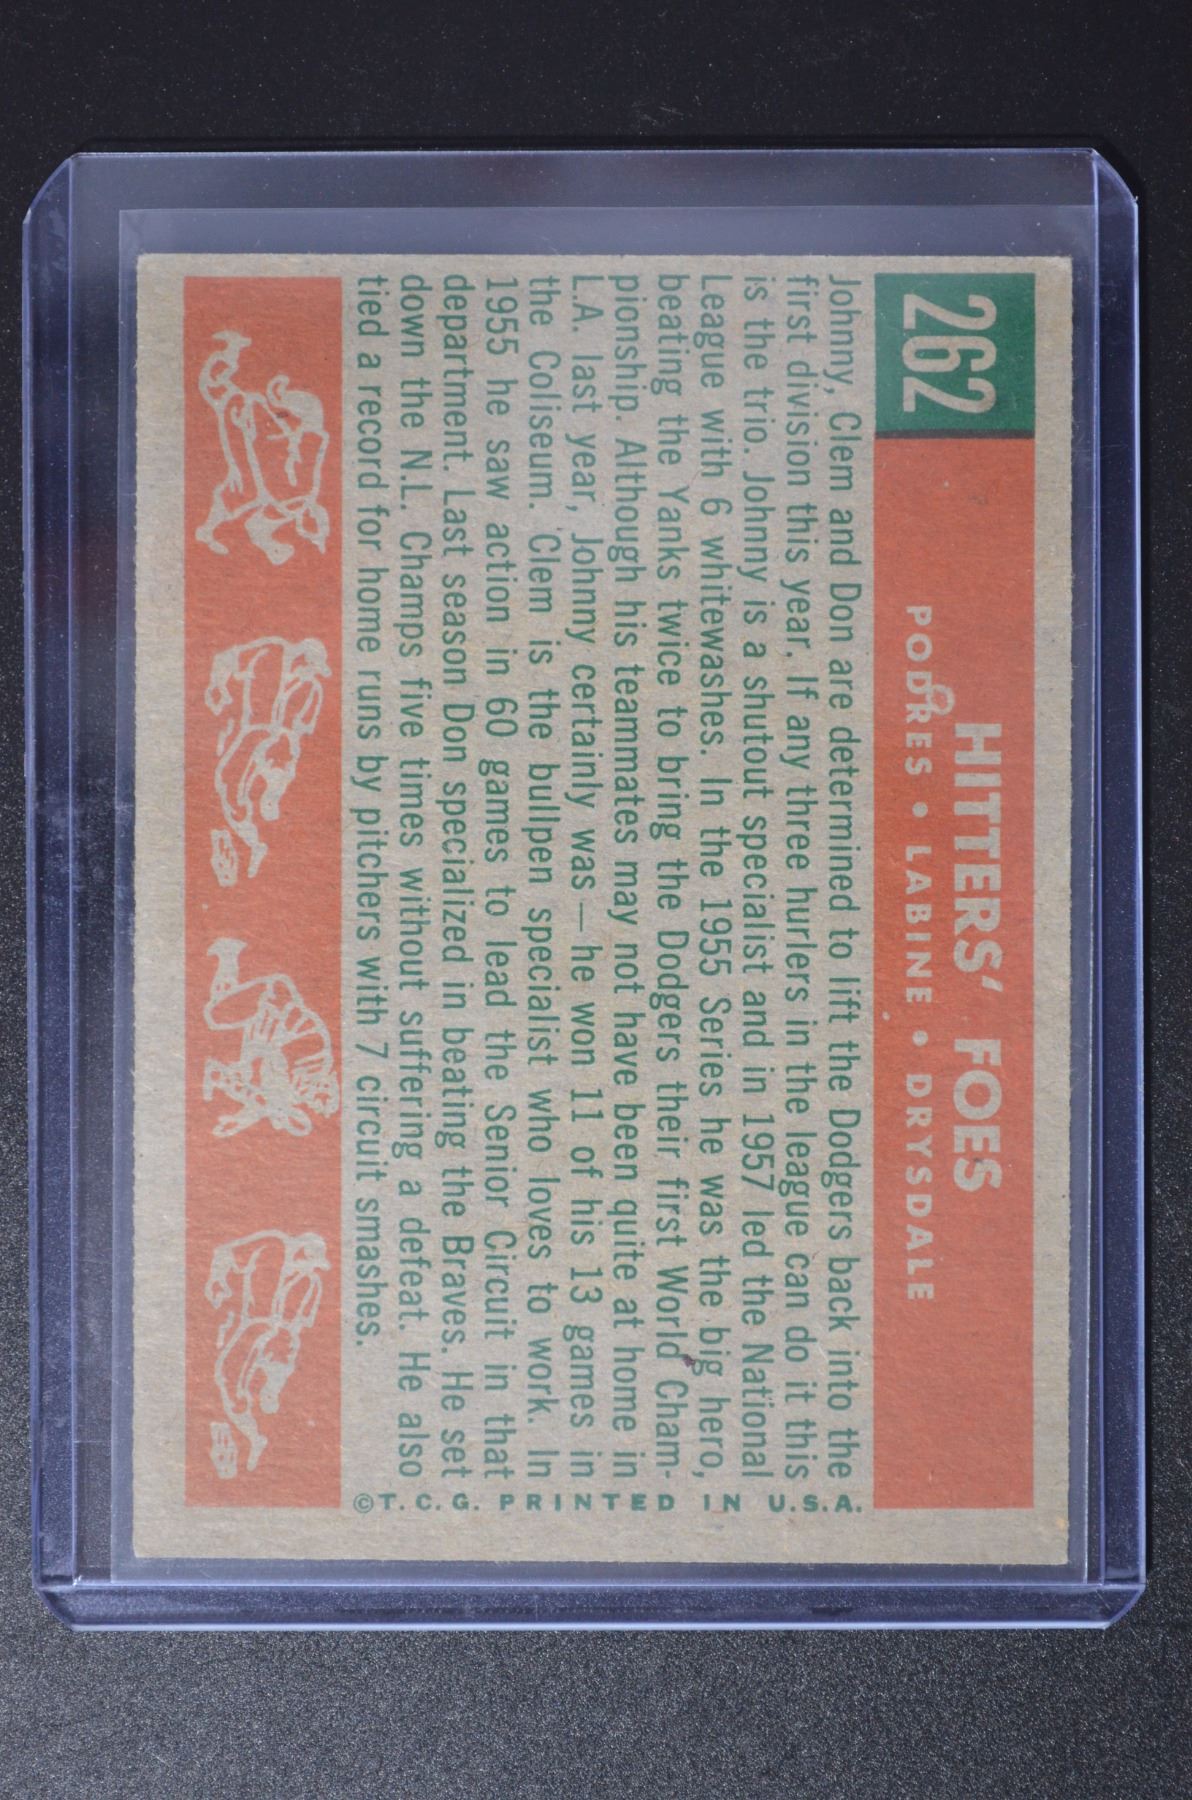 262
HITTERS' FOES
PODRES • LABINE • DRYSDALE
Johnny, Clem and Don are determined to lift the Dodgers back into the
first division this year. If any three hurlers in the league can do it this
is the trio. Johnny is a shutout specialist and in 1957 led the National
League with 6 whitewashes. In the 1955 Series he was the big hero,
beating the Yanks twice to bring the Dodgers their first World Cham-
pionship. Although his teammates may not have been quite at home in
L.A. last year, Johnny certainly was — he won 11 of his 13 games in
the Coliseum. Clem is the bullpen specialist who loves to work. In
1955 he saw action in 60 games to lead the Senior Circuit in that
department. Last season Don specialized in beating the Braves. He set
down the N.L. Champs five times without suffering a defeat. He also
tied a record for home runs by pitchers with 7 circuit smashes.
©T. C. G. PRINTED IN U.S.A.